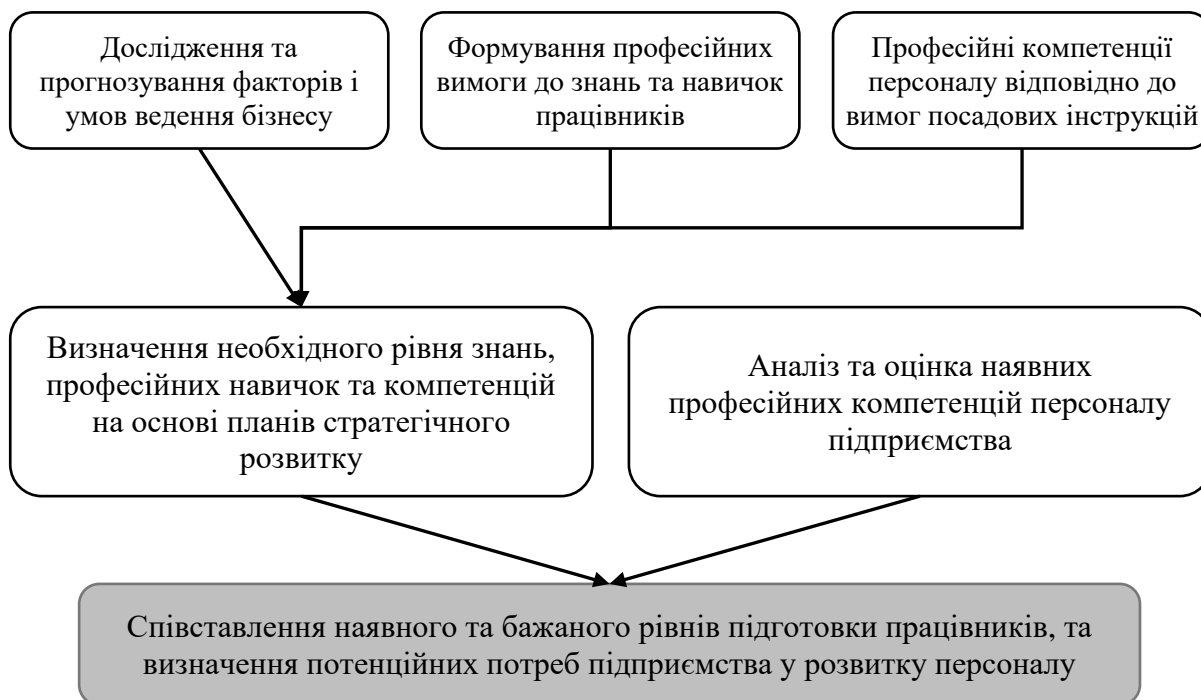 Дослідження та
прогнозування факторів і
умов ведення бізнесу
Формування професійних
вимоги до знань та навичок
працівників
Професійні компетенції
персоналу відповідно до
вимог посадових інструкцій
Визначення необхідного рівня знань,
професійних навичок та компетенцій
на основі планів стратегічного
розвитку
Аналіз та оцінка наявних
професійних компетенцій персоналу
підприємства
Співставлення наявного та бажаного рівнів підготовки працівників, та
визначення потенційних потреб підприємства у розвитку персоналу